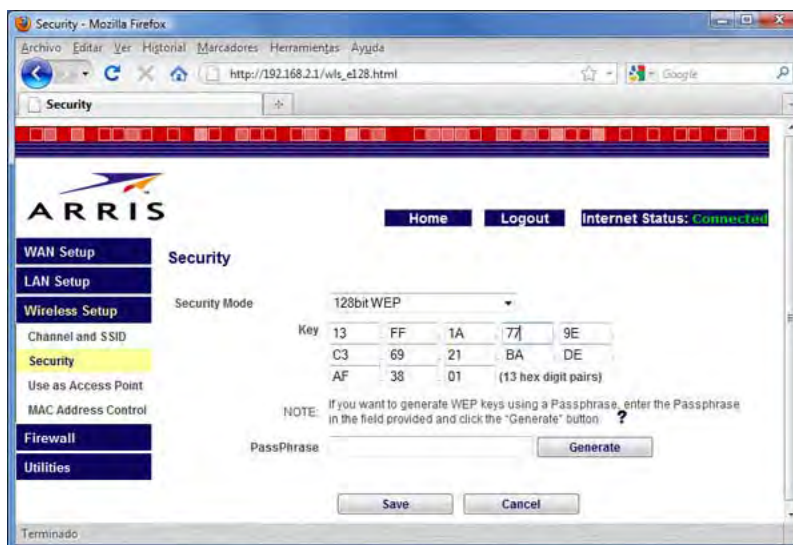 Security - Mozilla Firefox
Archivo Editar Ver Historial Marcadores Herramientas Ayuda
http://192.168.2.1/wls_e128.html
Google
Security
ARRIS
Home Logout Internet Status: Connected
WAN Setup
LAN Setup
Wireless Setup
Channel and SSID
Security
Use as Access Point
MAC Address Control
Firewall
Utilities
Security
Security Mode 128bit WEP
Key 13 FF 1A 77 9E
C3 69 21 BA DE
AF 38 01 (13 hex digit pairs)
NOTE: If you want to generate WEP keys using a Passphrase, enter the Passphrase
in the field provided and click the "Generate" button ?
PassPhrase Generate
Save Cancel
Terminado